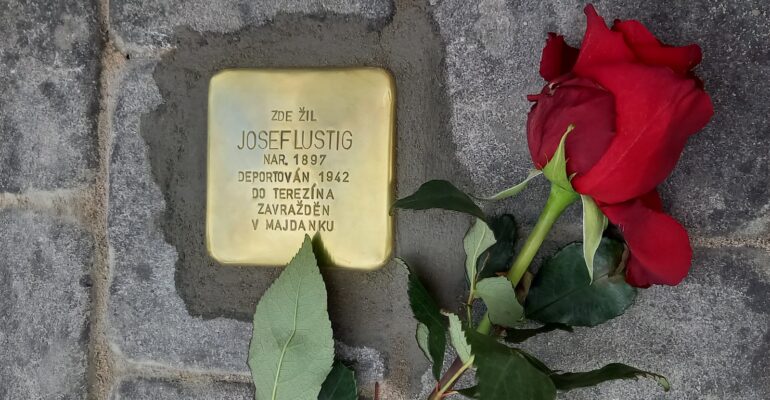 ZDE ŽIL
JOSEF LUSTIG
NAR. 1897
DEPORTOVÁN 1942
DO TEREZÍNA
ZAVRAŽDĚN
V MAJDANKU